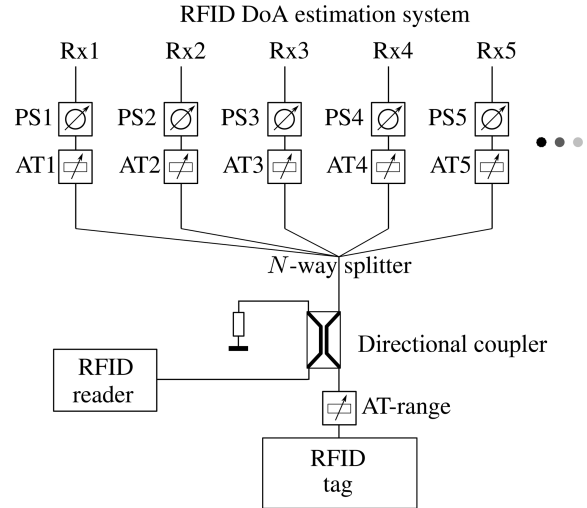 RFID DoA estimation system
Rx1 Rx2 Rx3 Rx4 Rx5
PS1 PS2 PS3 PS4 PS5
AT1 AT2 AT3 AT4 AT5
N-way splitter
Directional coupler
RFID
reader
AT-range
RFID
tag